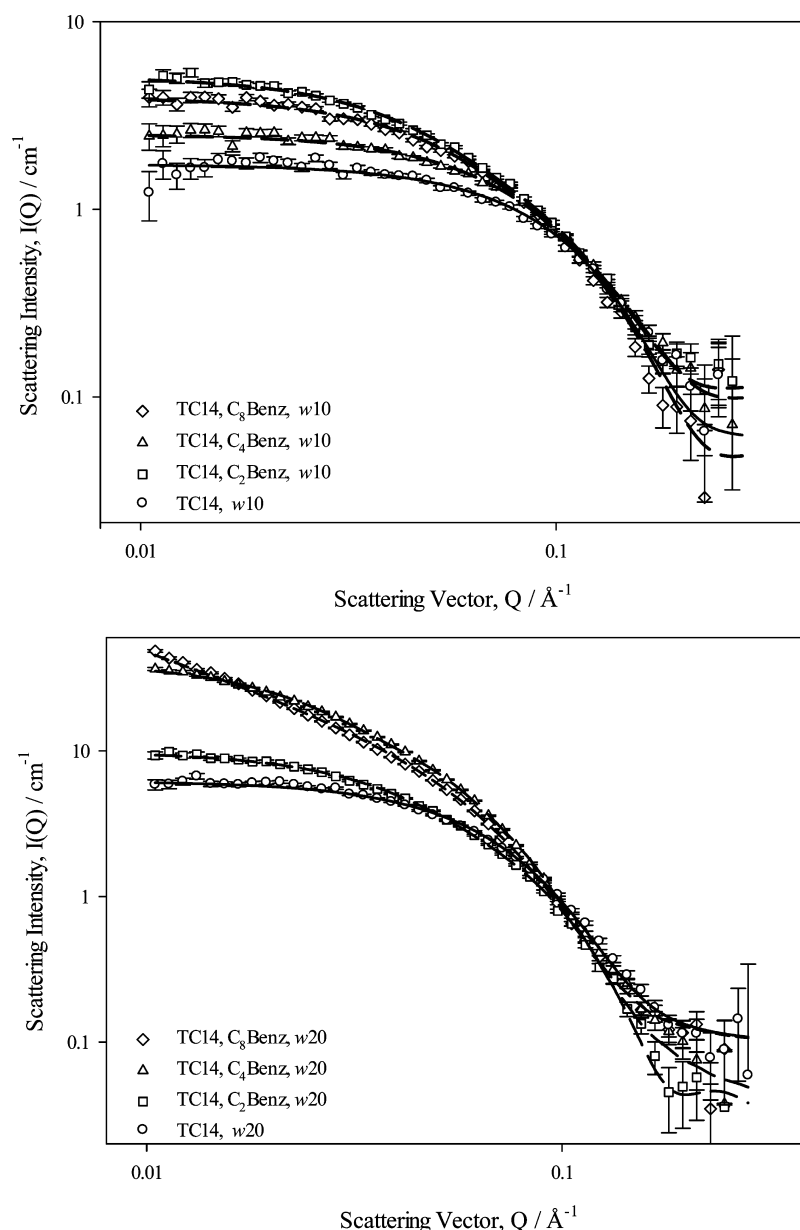 10
1
0.1
Scattering Intensity, I(Q) / cm⁻¹
TC14, C₈Benz, w10
TC14, C₄Benz, w10
TC14, C₂Benz, w10
TC14, w10
0.01 0.1
Scattering Vector, Q / Å⁻¹
10
1
0.1
Scattering Intensity, I(Q) / cm⁻¹
TC14, C₈Benz, w20
TC14, C₄Benz, w20
TC14, C₂Benz, w20
TC14, w20
0.01 0.1
Scattering Vector, Q / Å⁻¹